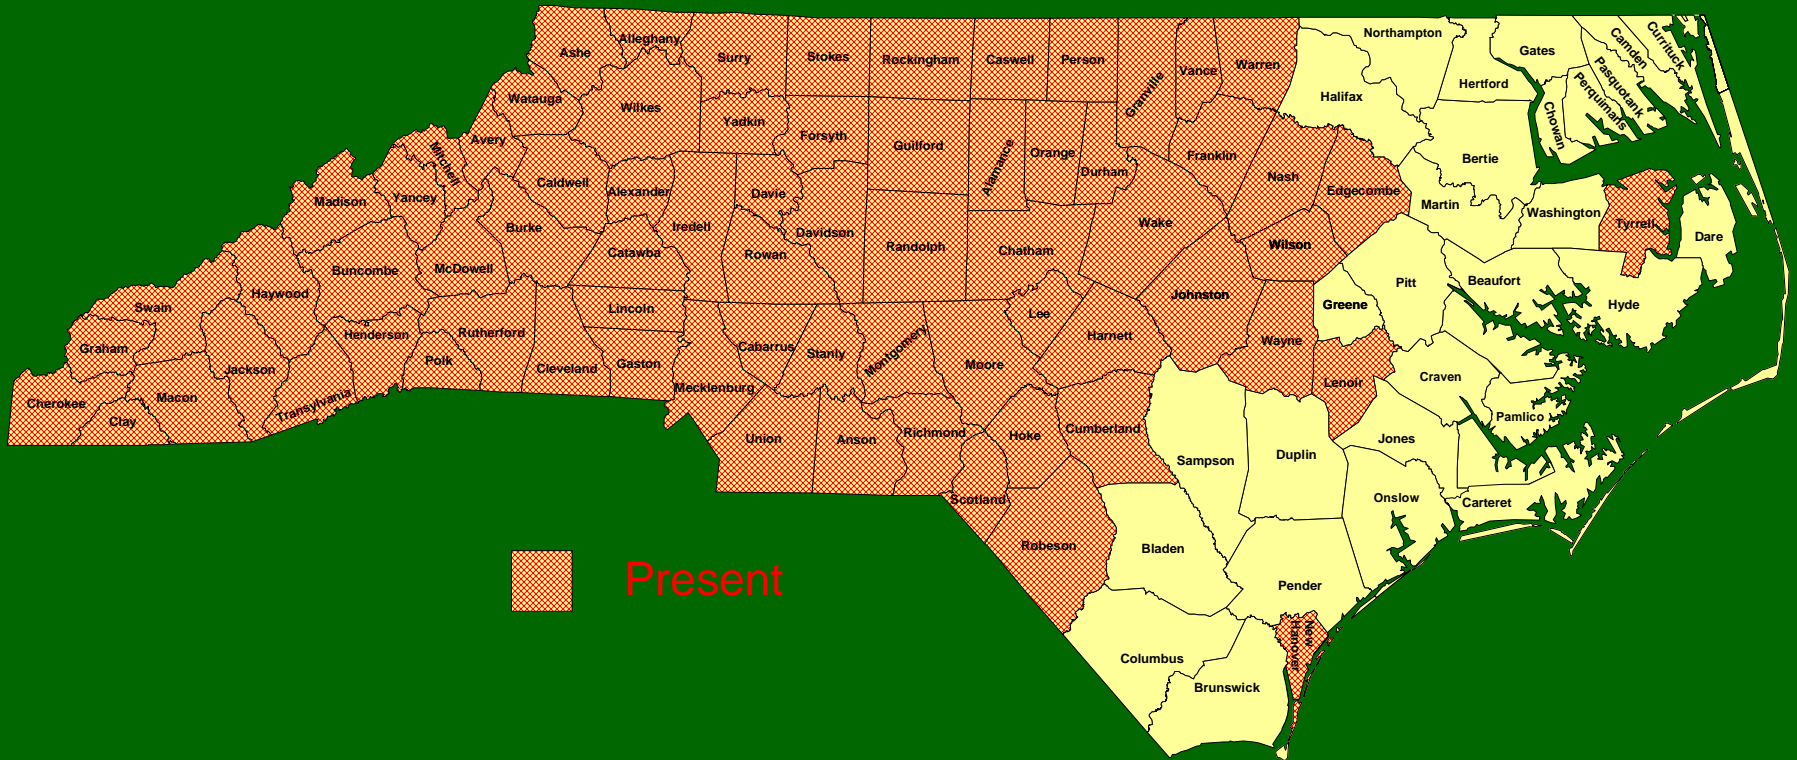 Northampton
Alleghany
Ashe
Surry
Stokes
Rockingham
Caswell
Person
Granville
Vance
Warren
Gates
Camden
Currituck
Hertford
Halifax
Pasquotank
Perquimans
Chowan
Watauga
Wilkes
Yadkin
Forsyth
Guilford
Alamance
Orange
Durham
Franklin
Bertie
Avery
Mitchell
Caldwell
Alexander
Davie
Nash
Edgecombe
Martin
Washington
Tyrrell
Dare
Madison
Yancey
Burke
Iredell
Davidson
Randolph
Chatham
Wake
Wilson
Catawba
Rowan
Buncombe
McDowell
Haywood
Swain
Pitt
Beaufort
Hyde
Johnston
Greene
Lincoln
Lee
Harnett
Wayne
Graham
Henderson
Rutherford
Polk
Cleveland
Gaston
Cabarrus
Stanly
Montgomery
Moore
Jackson
Macon
Cherokee
Clay
Transylvania
Mecklenburg
Lenoir
Craven
Pamlico
Union
Anson
Richmond
Hoke
Cumberland
Sampson
Duplin
Jones
Scotland
Onslow
Carteret
Robeson
Bladen
Present
Pender
New
Hanover
Columbus
Brunswick